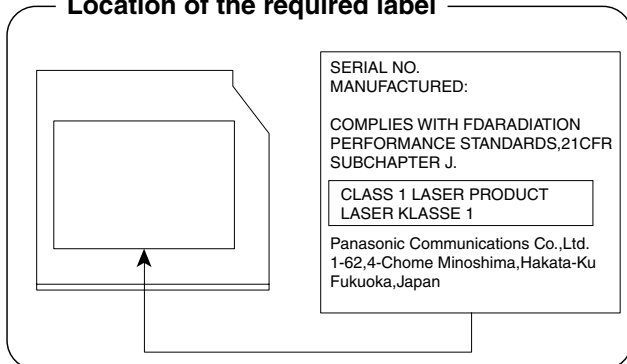 Location of the required label
SERIAL NO.
MANUFACTURED:
COMPLIES WITH FDARADIATION
PERFORMANCE STANDARDS,21CFR
SUBCHAPTER J.
CLASS 1 LASER PRODUCT
LASER KLASSE 1
Panasonic Communications Co.,Ltd.
1-62,4-Chome Minoshima,Hakata-Ku
Fukuoka,Japan